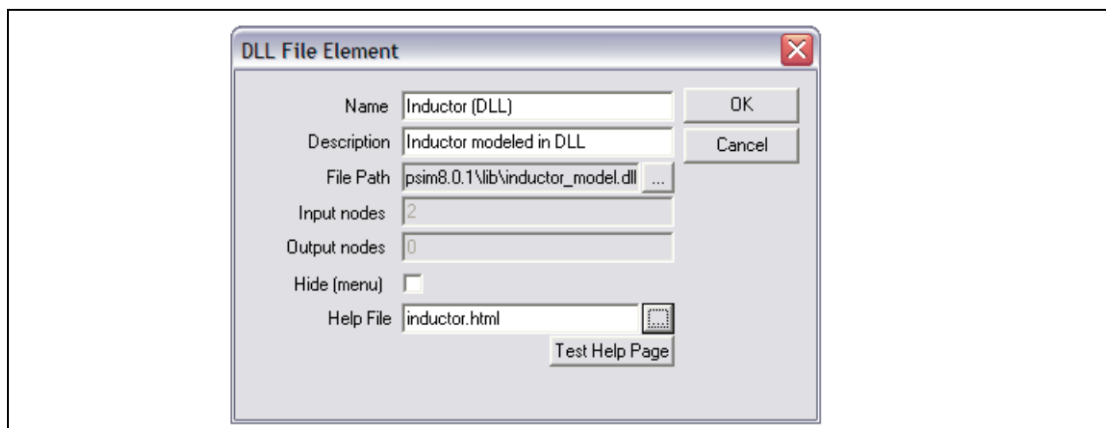 DLL File Element
Name Inductor (DLL) OK
Description Inductor modeled in DLL Cancel
File Path psim8.0.1\lib\inductor_model.dll ...
Input nodes 2
Output nodes 0
Hide (menu)
Help File inductor.html ...
Test Help Page